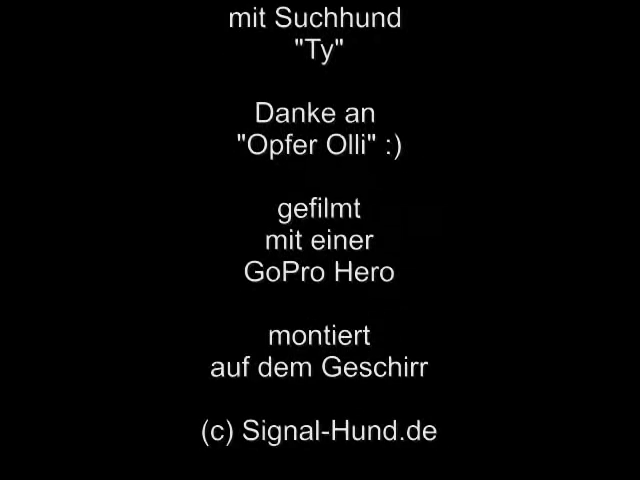 mit Suchhund
"Ty"
Danke an
"Opfer Olli" :)
gefilmt
mit einer
GoPro Hero
montiert
auf dem Geschirr
(c) Signal-Hund.de